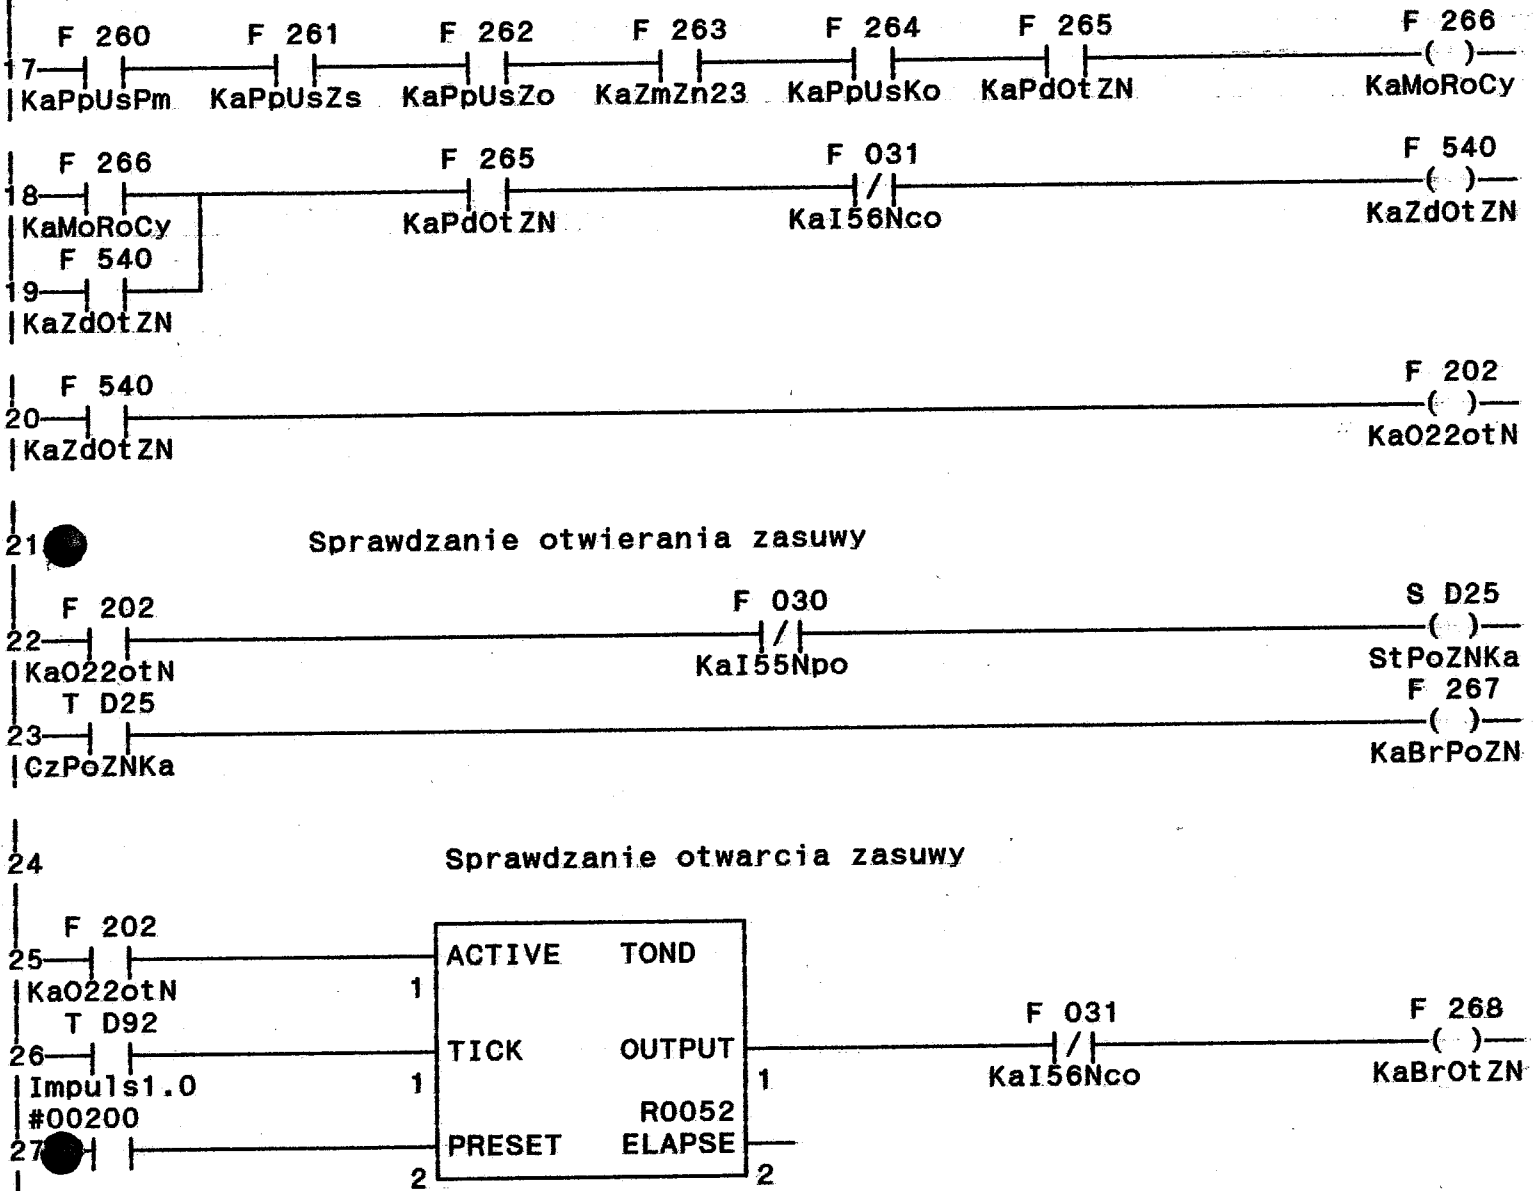 F 260 F 261 F 262 F 263 F 264 F 265 F 266
17 ( )
KaPpUsPm KaPpUsZs KaPpUsZo KaZmZn23 KaPpUsKo KaPdOtZN KaMoRoCy
F 266 F 265 F 031 F 540
18 / ( )
KaMoRoCy KaPdOtZN KaI56Nco KaZdOtZN
F 540
19
KaZdOtZN
F 540 F 202
20 ( )
KaZdOtZN KaO22otN
21 Sprawdzanie otwierania zasuwy
F 202 F 030 S D25
22 / ( )
KaO22otN KaI55Npo StPoZNKa
T D25 F 267
23 ( )
CzPoZNKa KaBrPoZN
24 Sprawdzanie otwarcia zasuwy
F 202
25 ACTIVE TOND
KaO22otN 1
T D92 F 031 F 268
26 TICK OUTPUT / ( )
Impuls1.0 1 1 KaI56Nco KaBrOtZN
#00200 R0052
27 PRESET ELAPSE
2 2